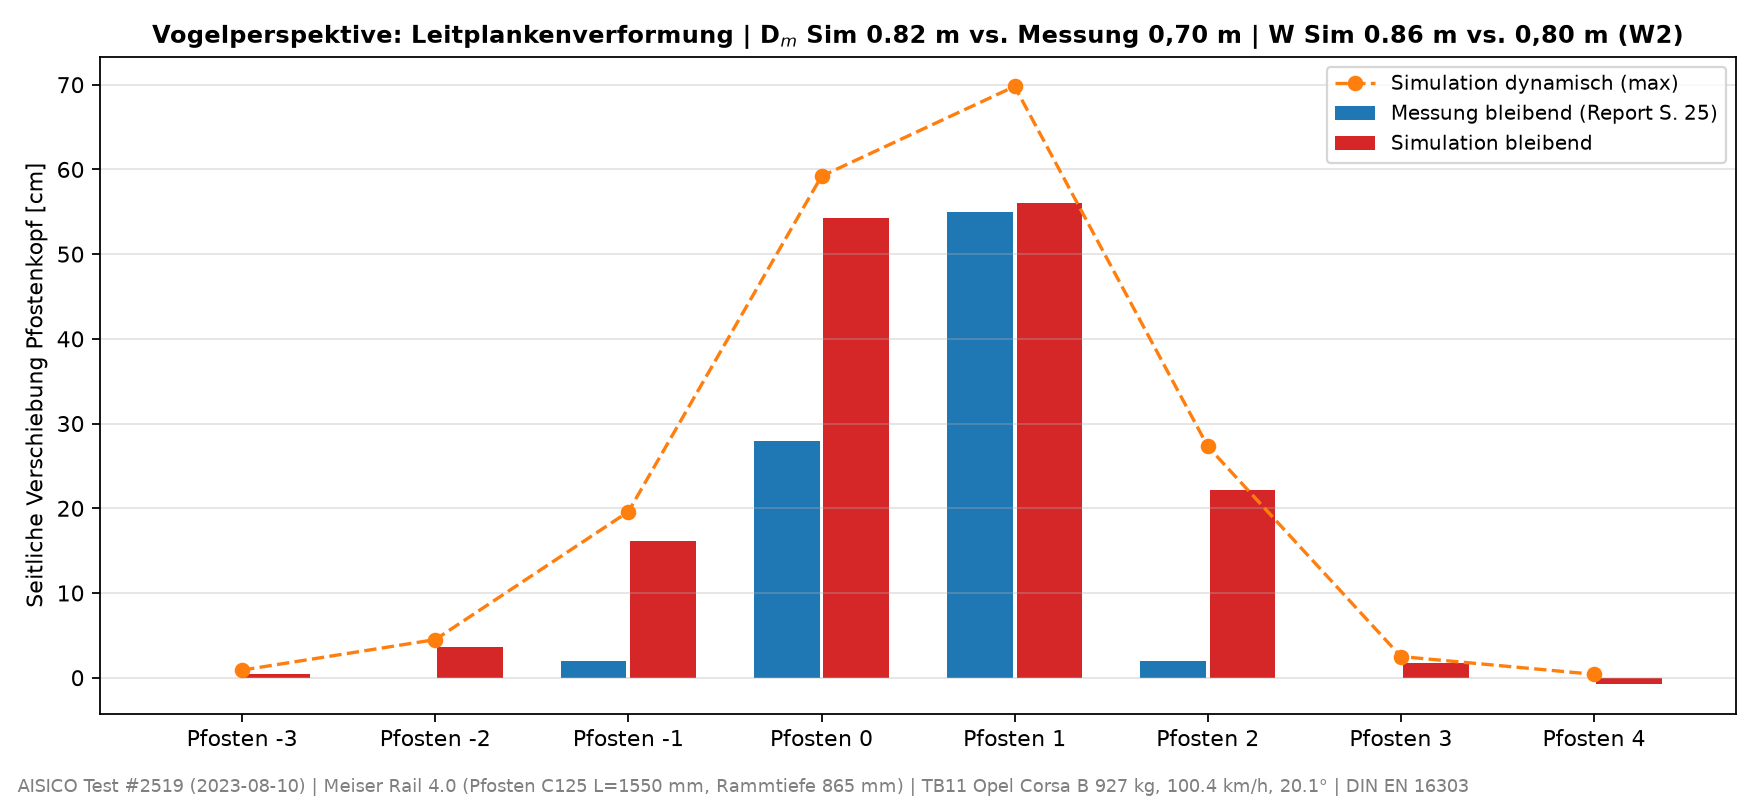 Vogelperspektive: Leitplankenverformung | Dm Sim 0.82 m vs. Messung 0,70 m | W Sim 0.86 m vs. 0,80 m (W2)
Simulation dynamisch (max)
Messung bleibend (Report S. 25)
Simulation bleibend
Seitliche Verschiebung Pfostenkopf [cm]
70
60
50
40
30
20
10
0
Pfosten -3
Pfosten -2
Pfosten -1
Pfosten 0
Pfosten 1
Pfosten 2
Pfosten 3
Pfosten 4
AISICO Test #2519 (2023-08-10) | Meiser Rail 4.0 (Pfosten C125 L=1550 mm, Rammtiefe 865 mm) | TB11 Opel Corsa B 927 kg, 100.4 km/h, 20.1° | DIN EN 16303